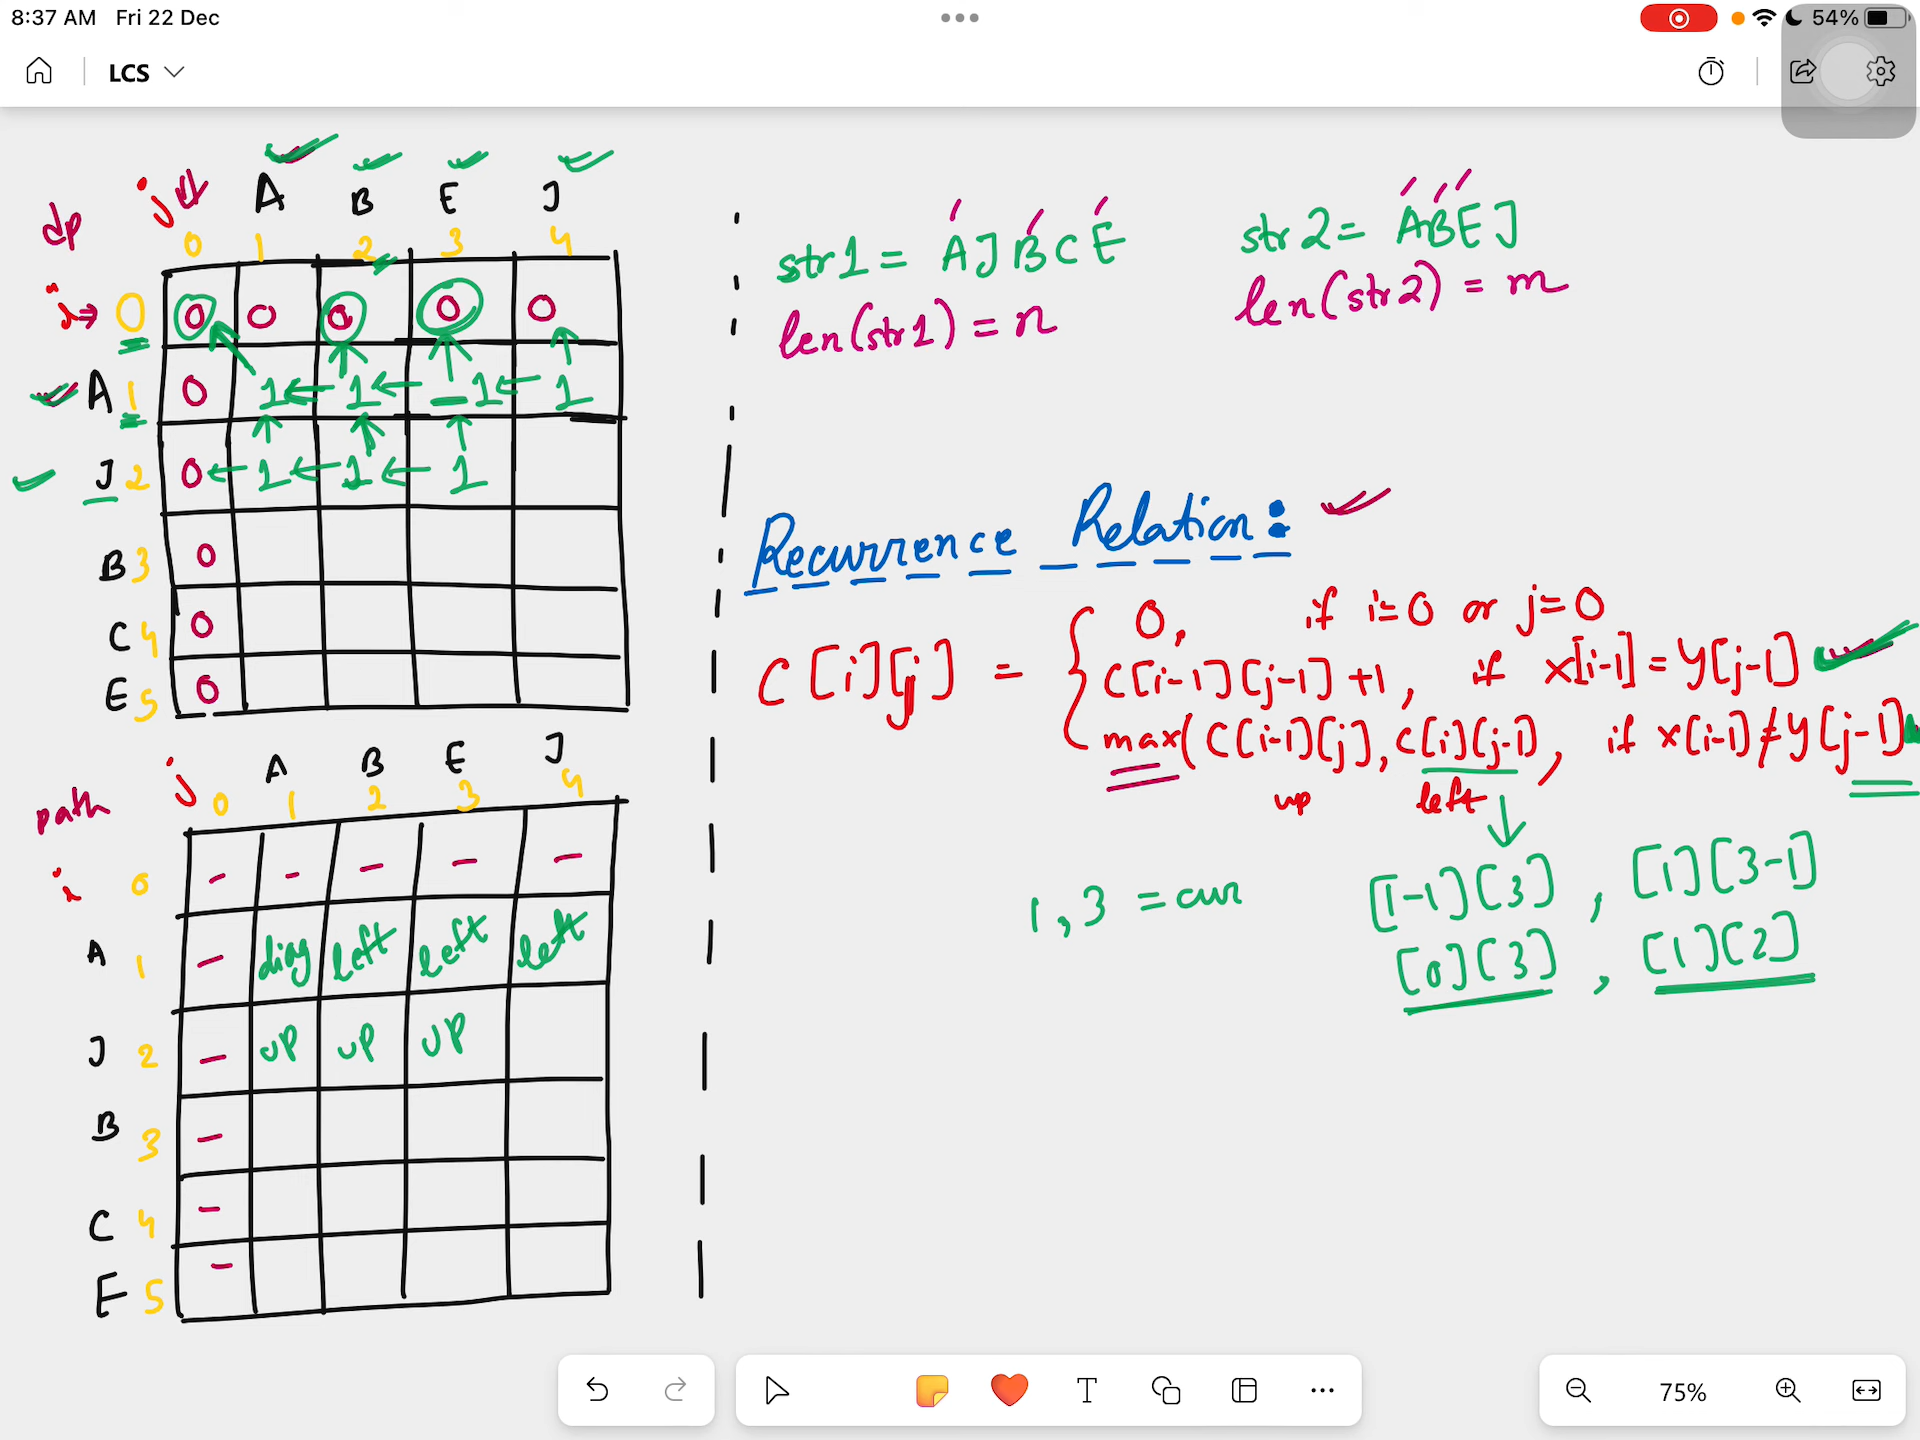 8:37 AM Fri 22 Dec
54%
LCS
dp
j A B E J
0 1 2 3 4
i→ 0 0 0 0 0 0
A 1 0 1 1 1 1
J 2 0 1 1 1
B 3 0
C 4 0
E 5 0
path
j A B E J
0 1 2 3 4
i 0 - - - - -
A 1 - diag left left left
J 2 - up up up
B 3 -
C 4 -
E 5 -
str1 = AJBCE
len(str1) = n
str2 = ABEJ
len(str2) = m
Recurrence Relation:
C[i][j] = { 0, if i=0 or j=0
C[i-1][j-1]+1, if x[i-1]=y[j-1]
max(C[i-1][j], C[i][j-1), if x[i-1]≠y[j-1]
up left
1,3 = cur
[1-1][3], [1][3-1]
[0][3], [1][2]
75%